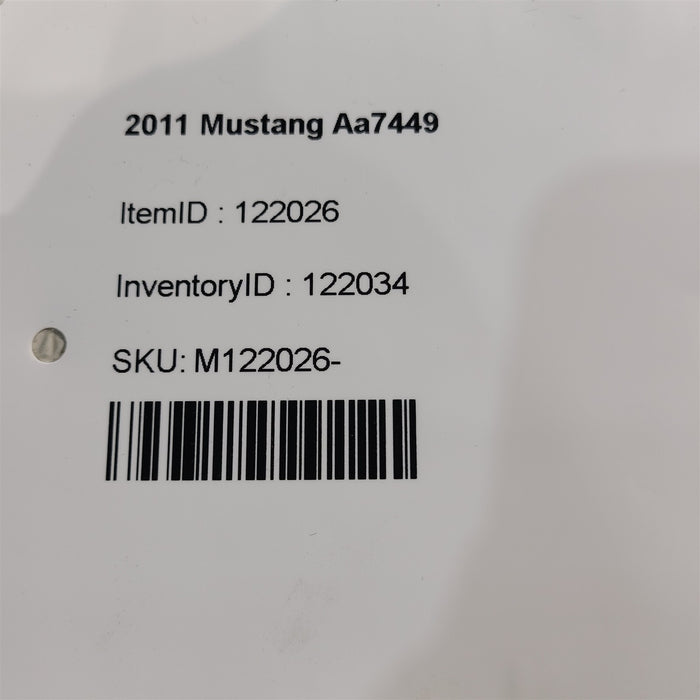 2011 Mustang Aa7449
ItemID : 122026
InventoryID : 122034
SKU: M122026-